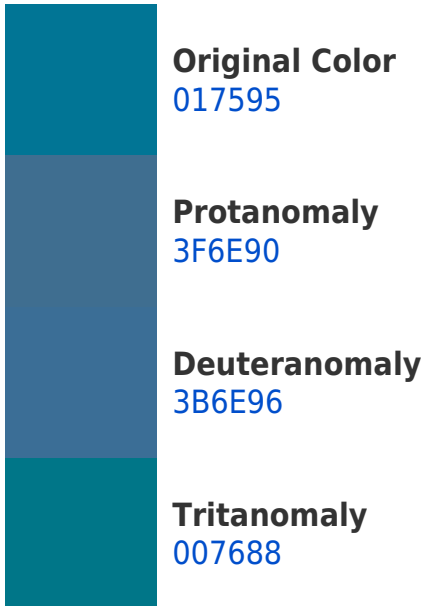 Original Color
017595
Protanomaly
3F6E90
Deuteranomaly
3B6E96
Tritanomaly
007688